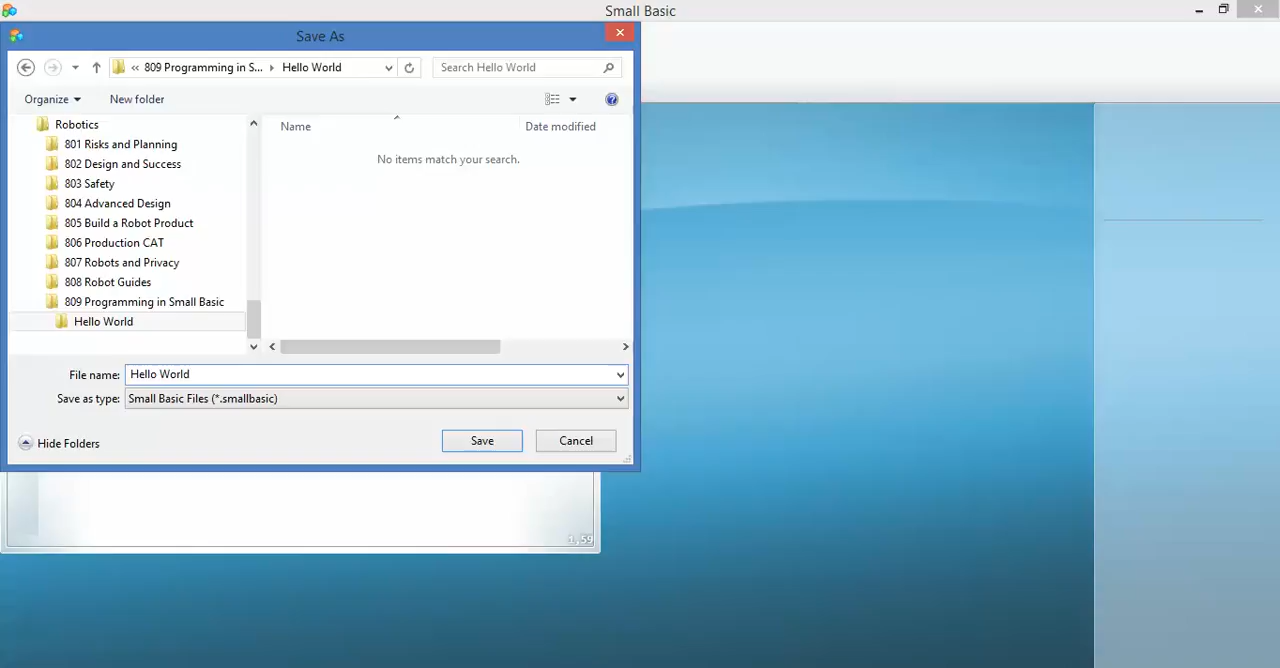 Small Basic
Save As
« 809 Programming in S... Hello World
Search Hello World
Organize
New folder
Robotics
801 Risks and Planning
802 Design and Success
803 Safety
804 Advanced Design
805 Build a Robot Product
806 Production CAT
807 Robots and Privacy
808 Robot Guides
809 Programming in Small Basic
Hello World
Name
Date modified
No items match your search.
File name: Hello World
Save as type: Small Basic Files (*.smallbasic)
Hide Folders
Save
Cancel
1,59